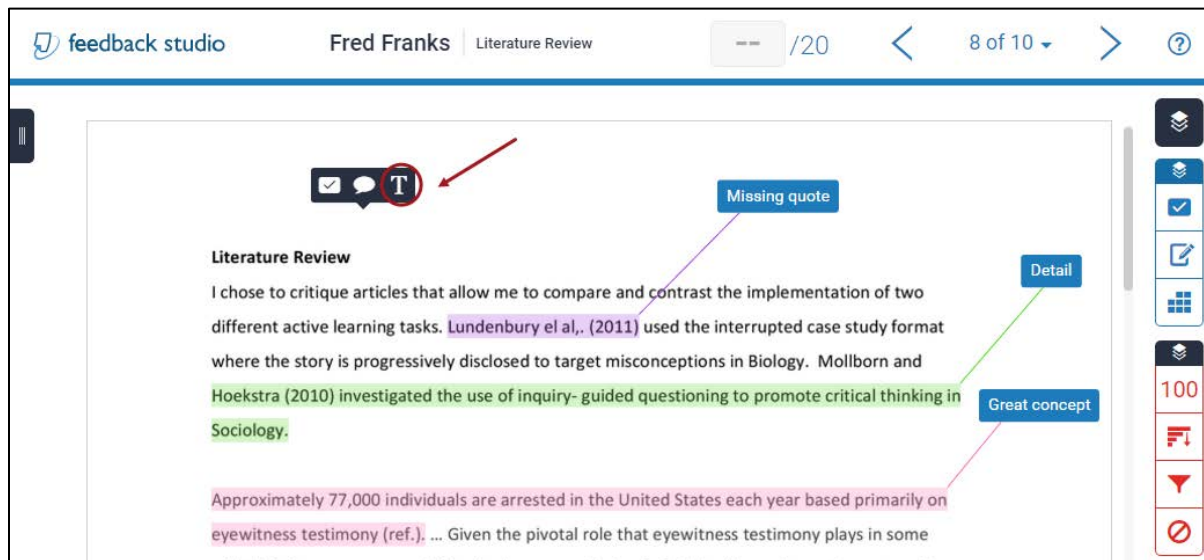 feedback studio Fred Franks Literature Review -- /20 8 of 10 ?
T
Missing quote
Literature Review
Detail
I chose to critique articles that allow me to compare and contrast the implementation of two
different active learning tasks. Lundenbury el al,. (2011) used the interrupted case study format
where the story is progressively disclosed to target misconceptions in Biology. Mollborn and
Hoekstra (2010) investigated the use of inquiry- guided questioning to promote critical thinking in
100
Great concept
Sociology.
Approximately 77,000 individuals are arrested in the United States each year based primarily on
eyewitness testimony (ref.). ... Given the pivotal role that eyewitness testimony plays in some